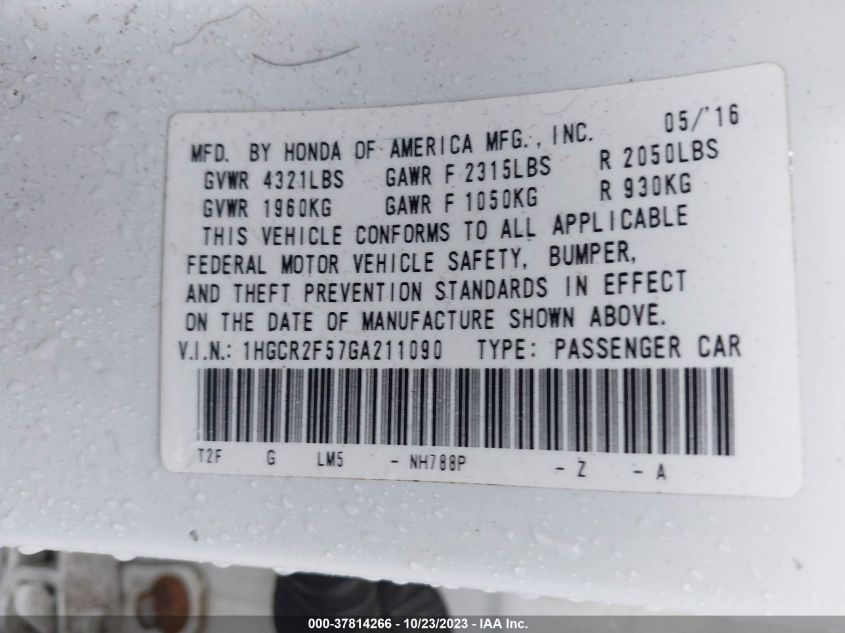 MFD. BY HONDA OF AMERICA MFG., INC. 05/'16
GVWR 4321LBS GAWR F 2315LBS R 2050LBS
GVWR 1960KG GAWR F 1050KG R 930KG
THIS VEHICLE CONFORMS TO ALL APPLICABLE
FEDERAL MOTOR VEHICLE SAFETY, BUMPER,
AND THEFT PREVENTION STANDARDS IN EFFECT
ON THE DATE OF MANUFACTURE SHOWN ABOVE.
V.I.N.: 1HGCR2F57GA211090 TYPE: PASSENGER CAR
T2F G LM5 - NH788P - Z - A
000-37814266 - 10/23/2023 - IAA Inc.